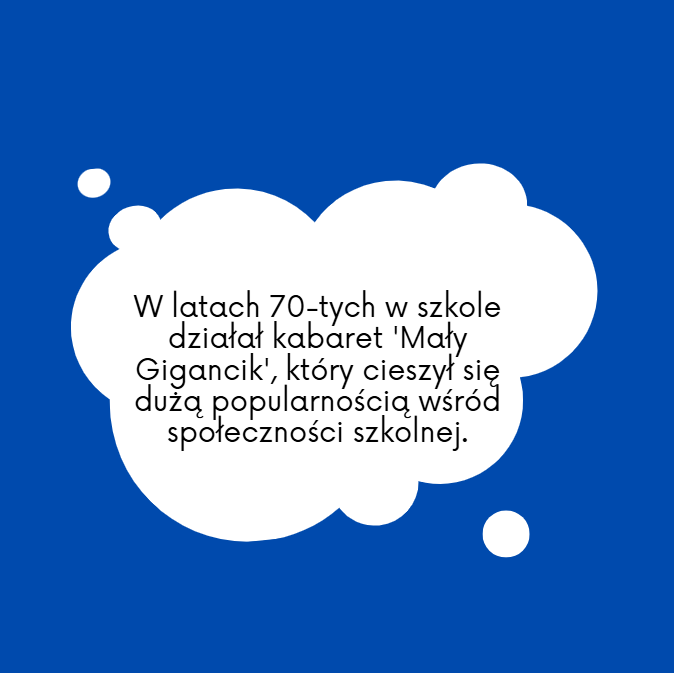 W latach 70-tych w szkole
działał kabaret 'Mały
Gigancik', który cieszył się
dużą popularnością wśród
społeczności szkolnej.